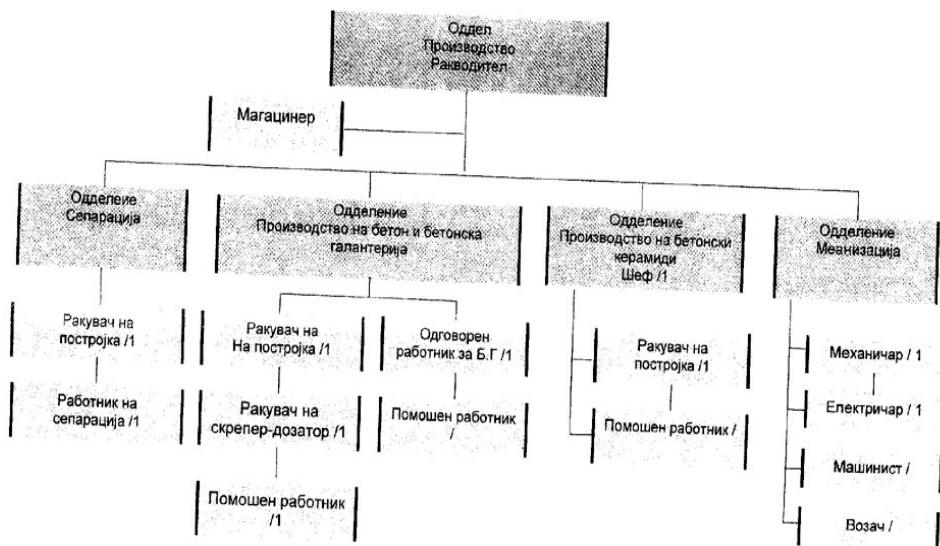 Оддел
Производство
Ракводител
Магацинер
Одделеие
Сепарација
Одделение
Производство на бетон и бетонска
галантерија
Одделение
Производство на бетонски
керамиди
Шеф /1
Одделение
Меанизација
Ракувач на
постројка /1
Работник на
сепарација /1
Ракувач на
На постројка /1
Ракувач на
скрепер-дозатор /1
Помошен работник
/1
Одговорен
работник за Б.Г /1
Помошен работник
/
Ракувач на
постројка /1
Помошен работник /
Механичар / 1
Електричар / 1
Машинист /
Возач /